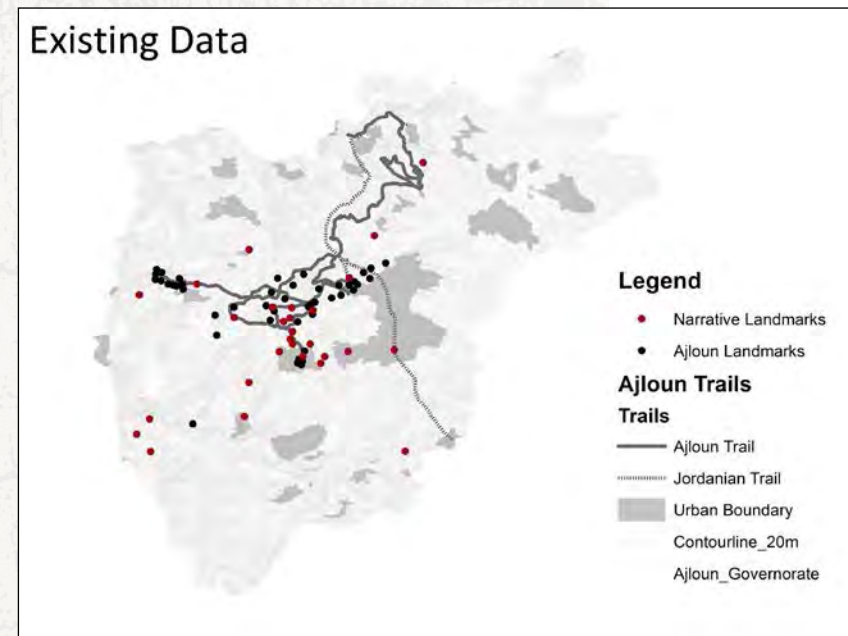 Existing Data
Legend
Narrative Landmarks
Ajloun Landmarks
Ajloun Trails
Trails
Ajloun Trail
Jordanian Trail
Urban Boundary
Contourline_20m
Ajloun_Governorate